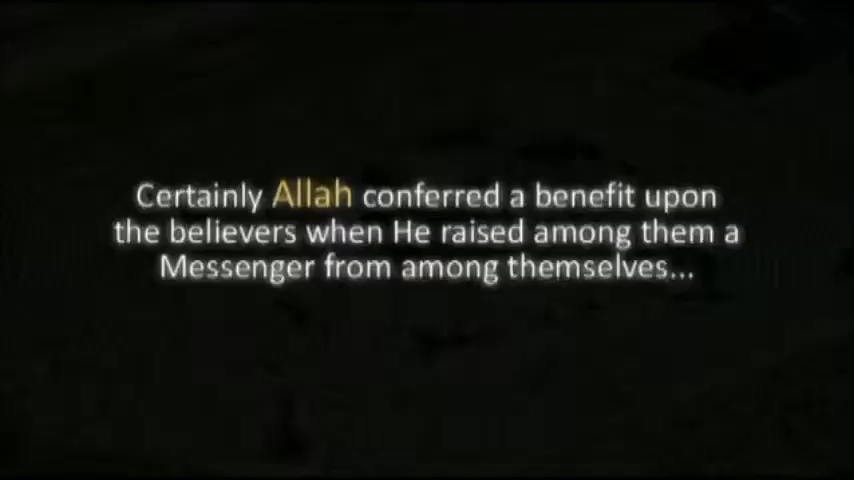 Certainly Allah conferred a benefit upon
the believers when He raised among them a
Messenger from among themselves...